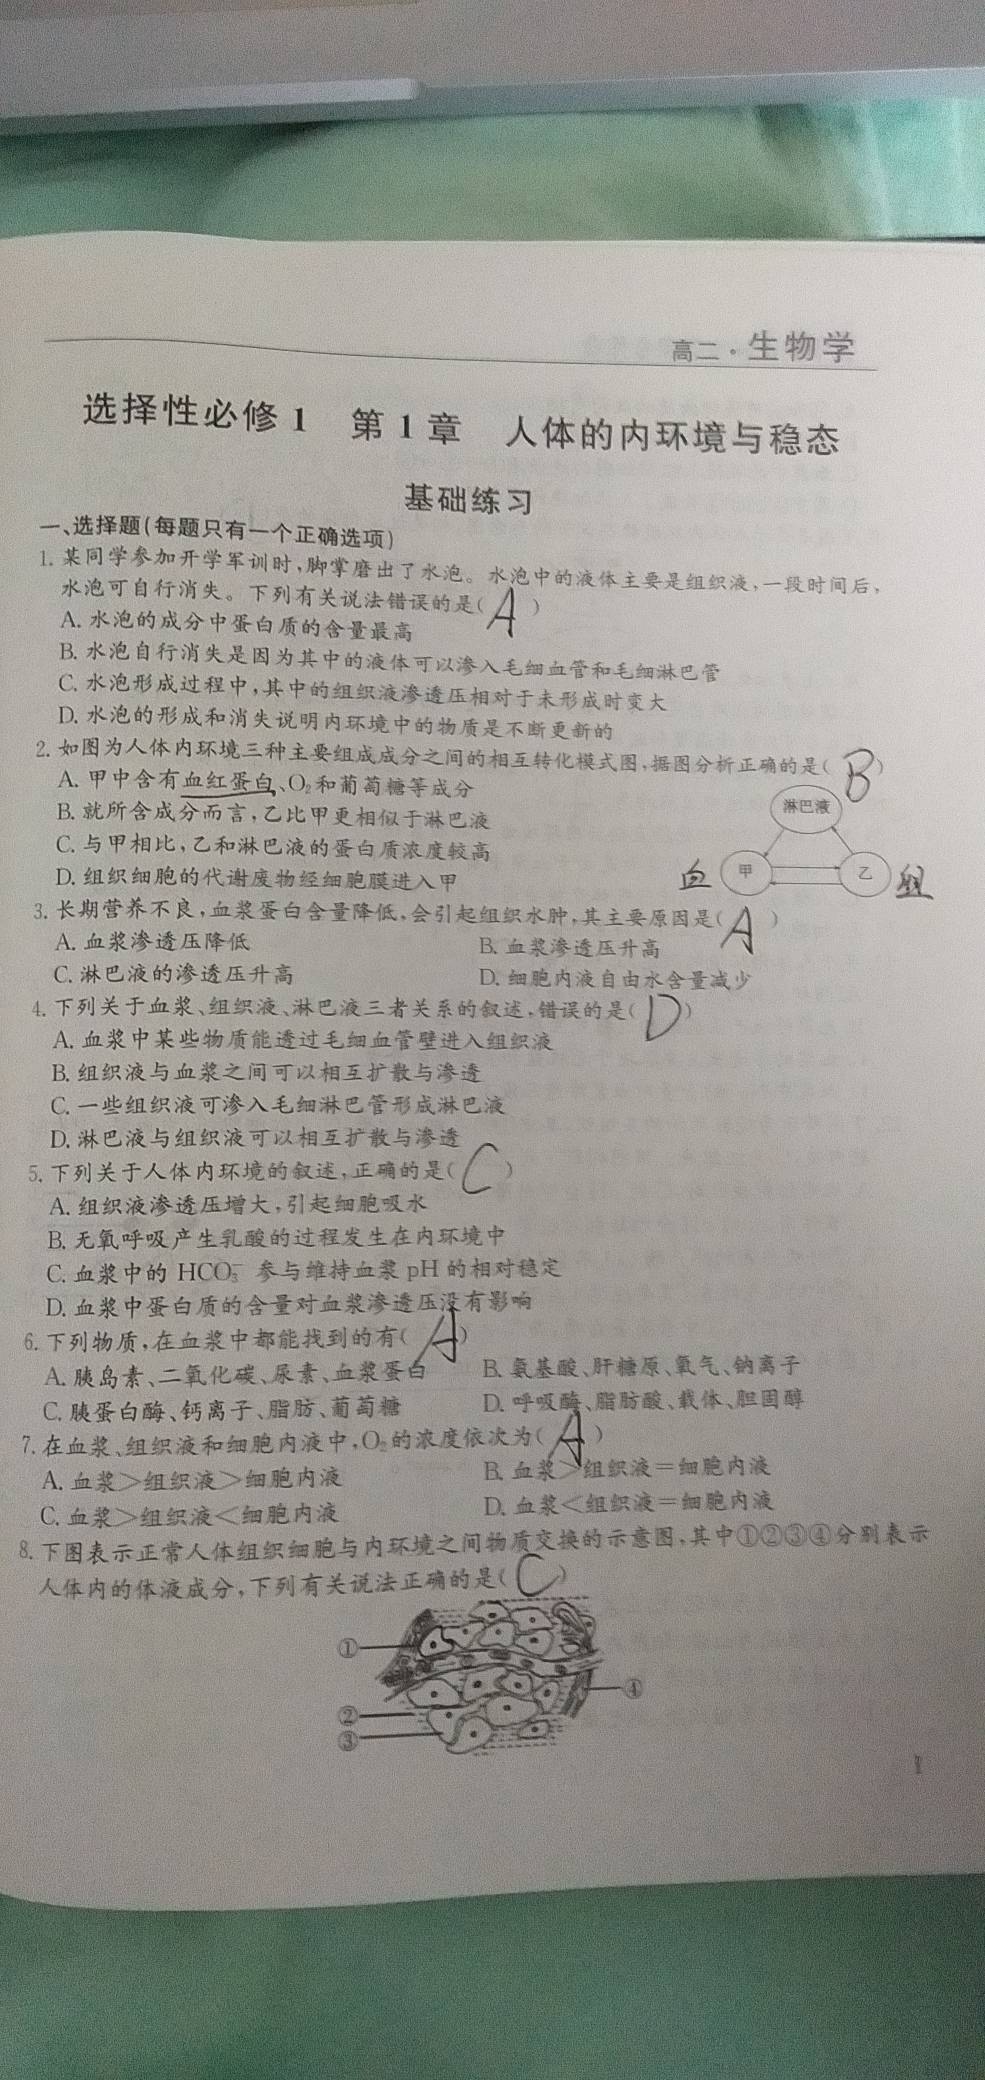 高二·生物学
选择性必修1 第1章 人体的内环境与稳态
基础练习
一、选择题(每题只有一个正确选项)
1. 某同学参加开学军训时,脚掌磨出了水泡。水泡中的液体主要是组织液,一段时间后,
水泡可自行消失。下列有关说法错误的是( A )
A. 水泡的成分中蛋白质的含量最高
B. 水泡自行消失是因为其中的液体可以渗入毛细血管和毛细淋巴管
C. 水泡形成过程中,其中的组织液渗透压相对于未形成时变大
D. 水泡的形成和消失说明内环境中的物质是不断更新的
2. 如图为人体内环境三种主要组成成分之间的相互转化模式图,据图分析正确的是( B )
A. 甲中含有血红蛋白、O₂和葡萄糖等成分
B. 就所含成分而言,乙比甲更相似于淋巴液
C. 与甲相比,乙和淋巴液的蛋白质浓度较高
D. 组织细胞的代谢废物经细胞膜进入甲
淋巴液
血 甲 乙 组
3. 长期营养不良,血浆蛋白含量降低,会引起组织水肿,其主要原因是( A )
A. 血浆渗透压降低 B. 血浆渗透压升高
C. 淋巴液的渗透压升高 D. 细胞内液自由水含量减少
4. 下列关于血浆、组织液、淋巴液三者关系的叙述,错误的是( D )
A. 血浆中某些物质能透过毛细血管壁进入组织液
B. 组织液与血浆之间可以相互扩散与渗透
C. 一些组织液可渗入毛细淋巴管形成淋巴液
D. 淋巴液与组织液可以相互扩散与渗透
5. 下列关于人体内环境的叙述,正确的是( C )
A. 组织液渗透压增大,引起细胞吸水
B. 无氧呼吸产生乳酸的过程发生在内环境中
C. 血浆中的 HCO₃⁻ 参与维持血浆 pH 的相对稳定
D. 血浆中蛋白质的含量对血浆渗透压没有影响
6. 下列物质,在血浆中都能找到的有( A )
A. 胰岛素、二氧化碳、尿素、血浆蛋白 B. 氨基酸、肝糖原、氧气、钠离子
C. 胰蛋白酶、钙离子、脂肪、葡萄糖 D. 呼吸酶、脂肪酸、载体、胆固醇
7. 在血浆、组织液和细胞内液中,O₂的浓度依次为( A )
A. 血浆>组织液>细胞内液 B. 血浆>组织液=细胞内液
C. 血浆>组织液<细胞内液 D. 血浆<组织液=细胞内液
8. 下图表示正常人体组织细胞与内环境之间物质交换的示意图,其中①②③④分别表示
人体内的体液成分,下列有关说法正确的是( C )
①
④
②
③
1